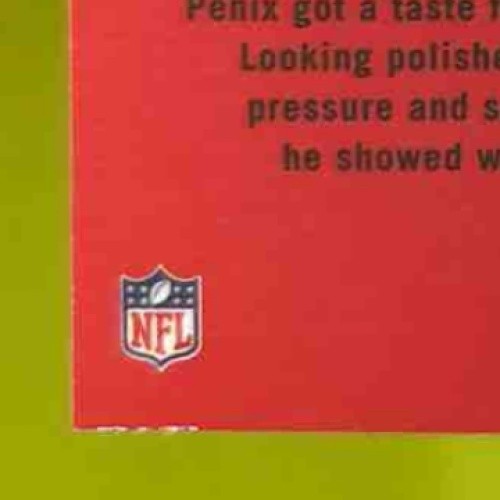 Penix got a taste
Looking polishe
pressure and s
he showed w
NFL